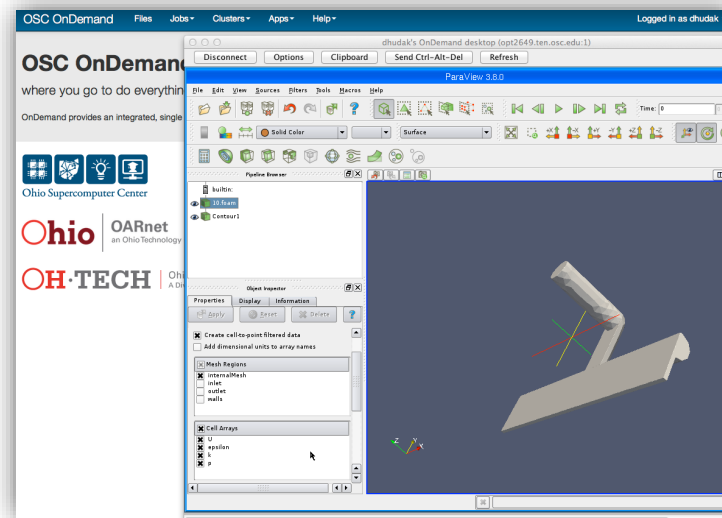 OSC OnDemand Files Jobs Clusters Apps Help Logged in as dhudak
dhudak's OnDemand desktop (opt2649.ten.osc.edu:1)
Disconnect Options Clipboard Send Ctrl-Alt-Del Refresh
OSC OnDeman
where you go to do everythin
OnDemand provides an integrated, single
Ohio Supercomputer Center
Ohio OARnet
an OhioTechnology
OH·TECH Ohi
A Di
ParaView 3.8.0
File Edit View Sources Filters Tools Macros Help
Time: 0
Solid Color Surface
+X -X +Y -Y +Z -Z
Pipeline Browser
builtin:
10.foam
Contour1
Object Inspector
Properties Display Information
Apply Reset Delete ?
Create cell-to-point filtered data
Add dimensional units to array names
Mesh Regions
internalMesh
inlet
outlet
walls
Cell Arrays
U
epsilon
k
p
Z Y X